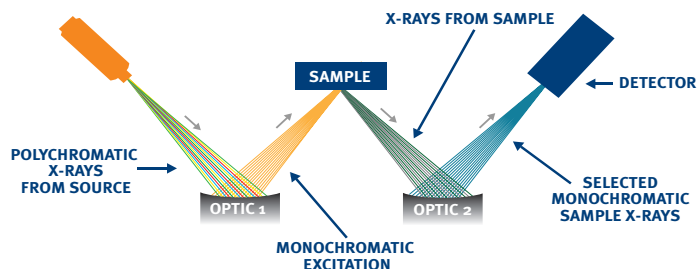 X-RAYS FROM SAMPLE
SAMPLE
DETECTOR
POLYCHROMATIC
X-RAYS
FROM SOURCE
OPTIC 1
OPTIC 2
SELECTED
MONOCHROMATIC
SAMPLE X-RAYS
MONOCHROMATIC
EXCITATION